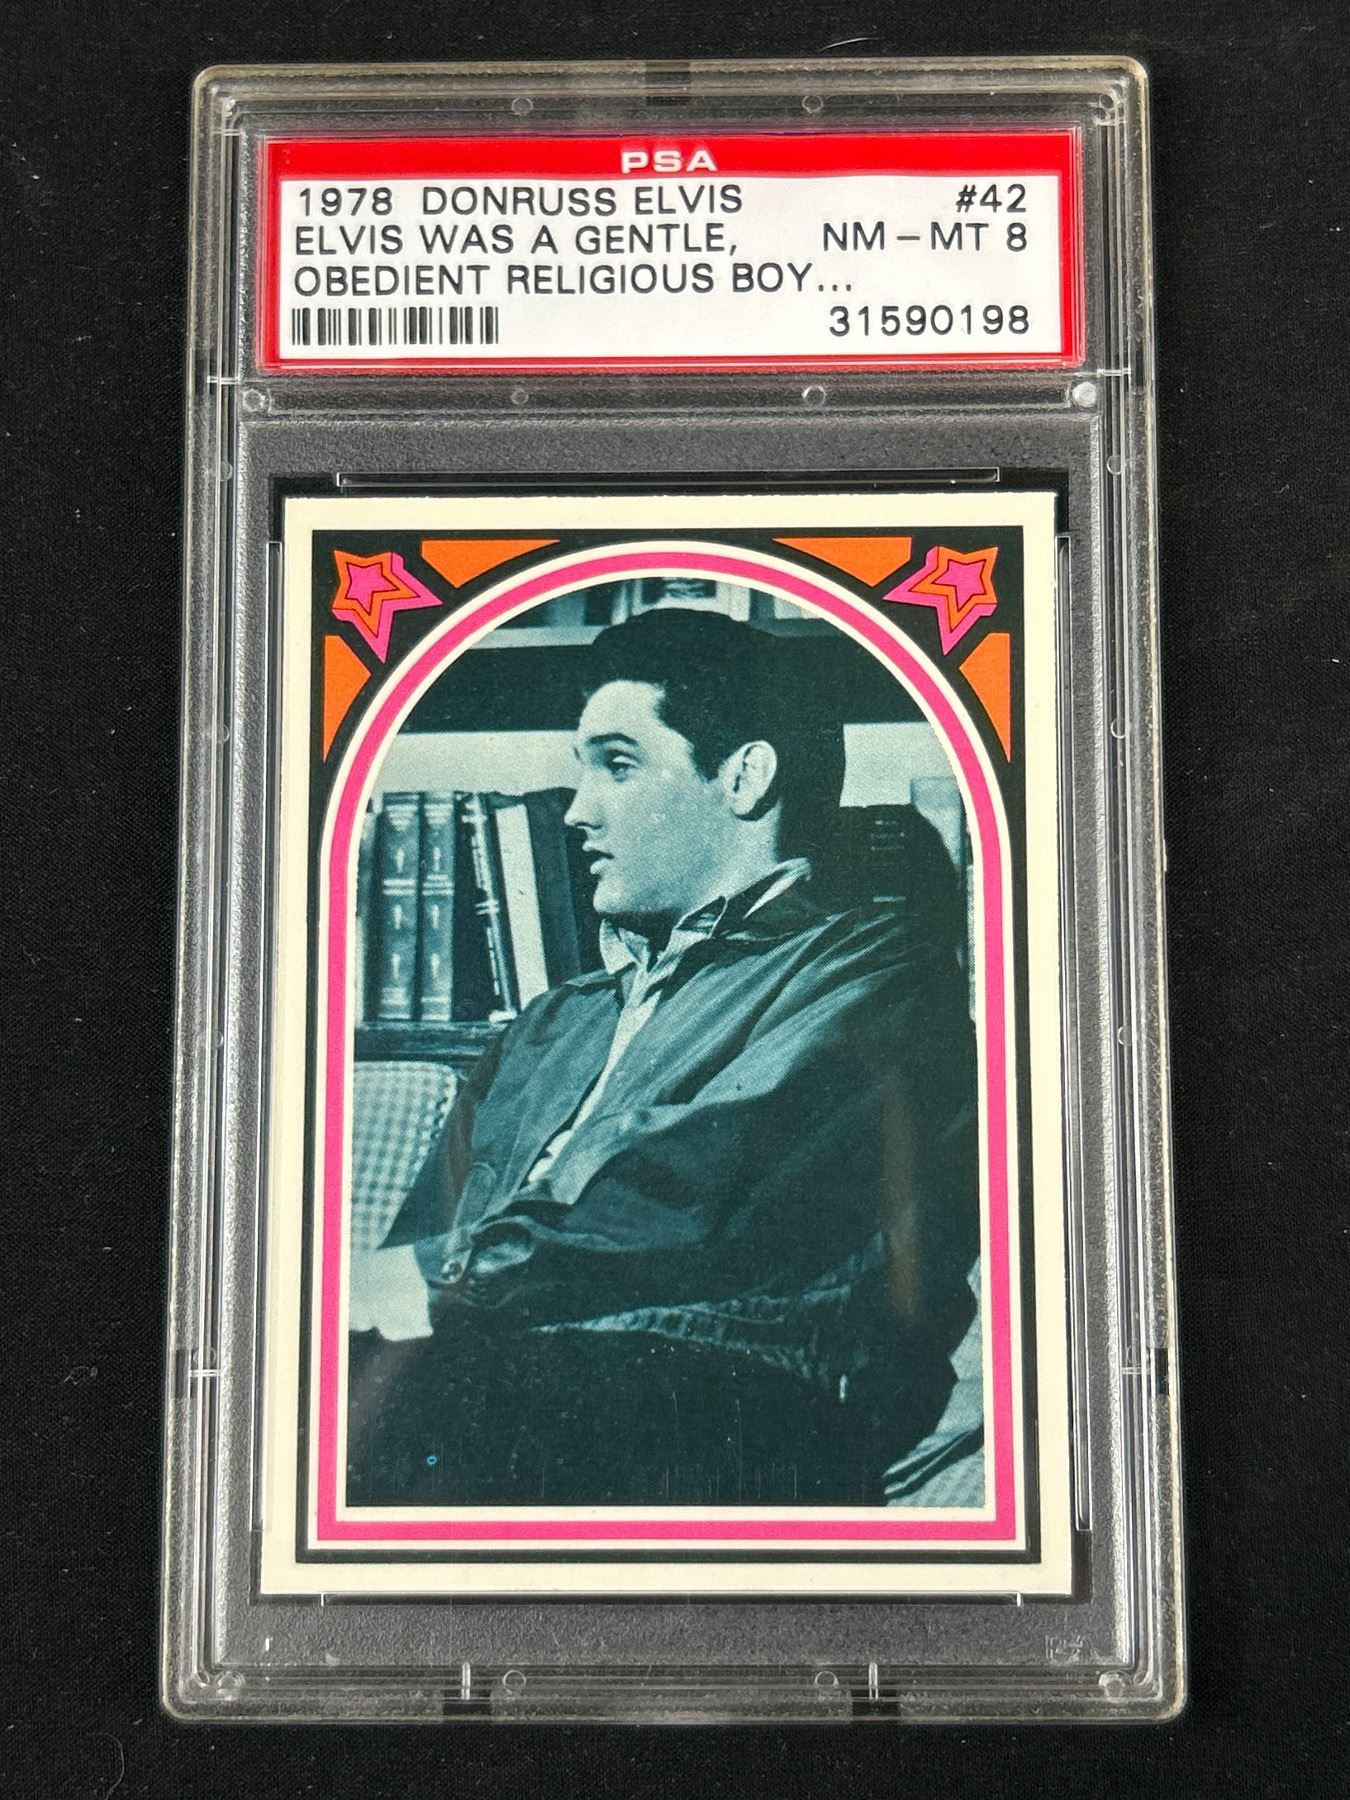 PSA
1978 DONRUSS ELVIS #42
ELVIS WAS A GENTLE, NM-MT 8
OBEDIENT RELIGIOUS BOY...
31590198